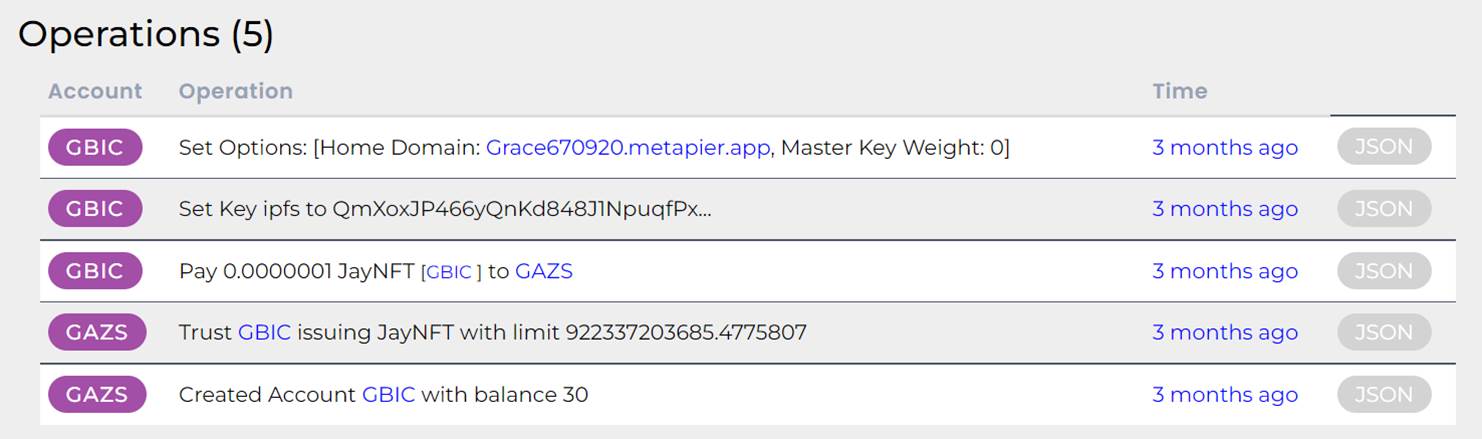 Operations (5)
Account Operation Time
GBIC Set Options: [Home Domain: Grace670920.metapier.app, Master Key Weight: 0] 3 months ago JSON
GBIC Set Key ipfs to QmXoxJP466yQnKd848J1NpuqfPx... 3 months ago JSON
GBIC Pay 0.0000001 JayNFT [GBIC ] to GAZS 3 months ago JSON
GAZS Trust GBIC issuing JayNFT with limit 922337203685.4775807 3 months ago JSON
GAZS Created Account GBIC with balance 30 3 months ago JSON